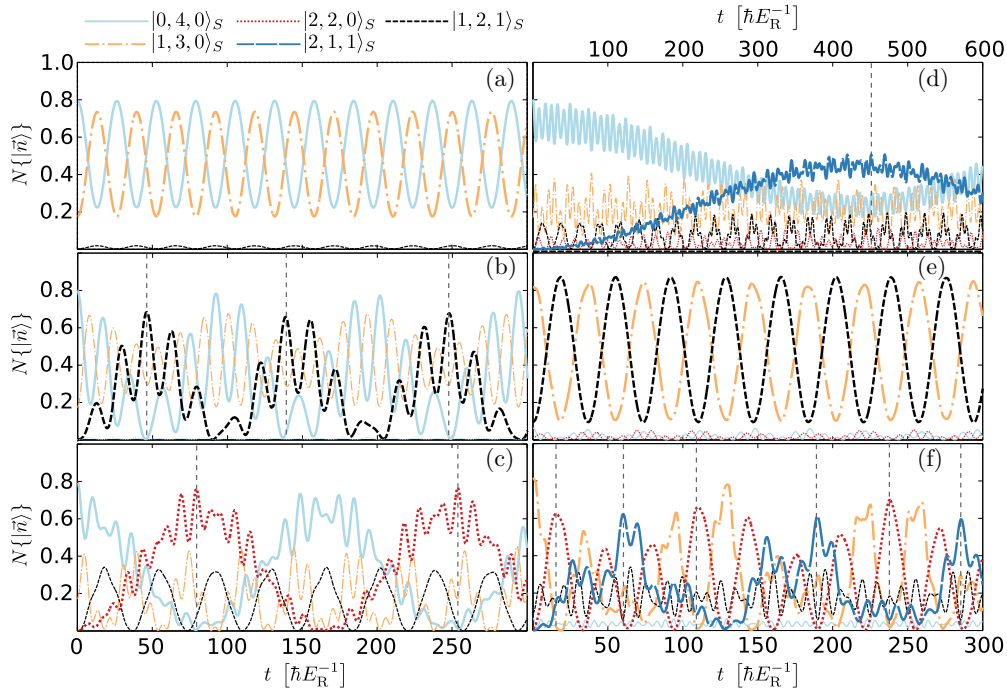 |0,4,0⟩_S |2,2,0⟩_S |1,2,1⟩_S
|1,3,0⟩_S |2,1,1⟩_S
t [ħE_R^{-1}]
100 200 300 400 500 600
1.0
0.8
0.6
0.4
0.2
N{|n⃗⟩}
(a)
(d)
0.8
0.6
0.4
0.2
N{|n⃗⟩}
(b)
(e)
0.8
0.6
0.4
0.2
N{|n⃗⟩}
(c)
(f)
0 50 100 150 200 250
0 50 100 150 200 250 300
t [ħE_R^{-1}]
t [ħE_R^{-1}]